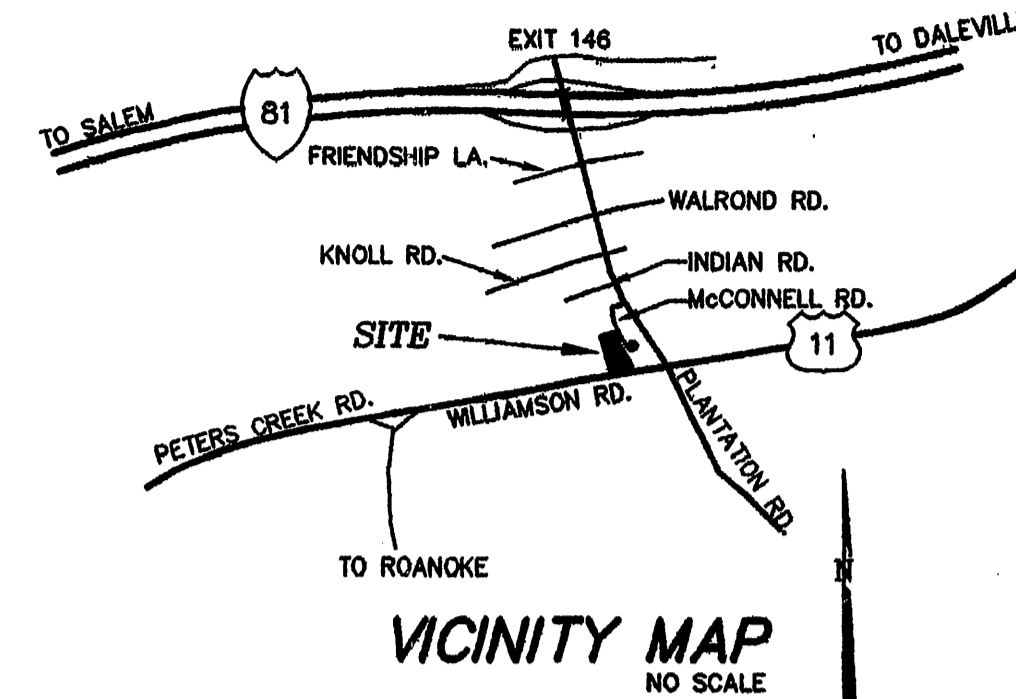 EXIT 146
TO DALEVILL
81
TO SALEM
FRIENDSHIP LA.
WALROND RD.
KNOLL RD.
INDIAN RD.
McCONNELL RD.
SITE
11
PLANTATION RD.
WILLIAMSON RD.
PETERS CREEK RD.
TO ROANOKE
N
VICINITY MAP
NO SCALE